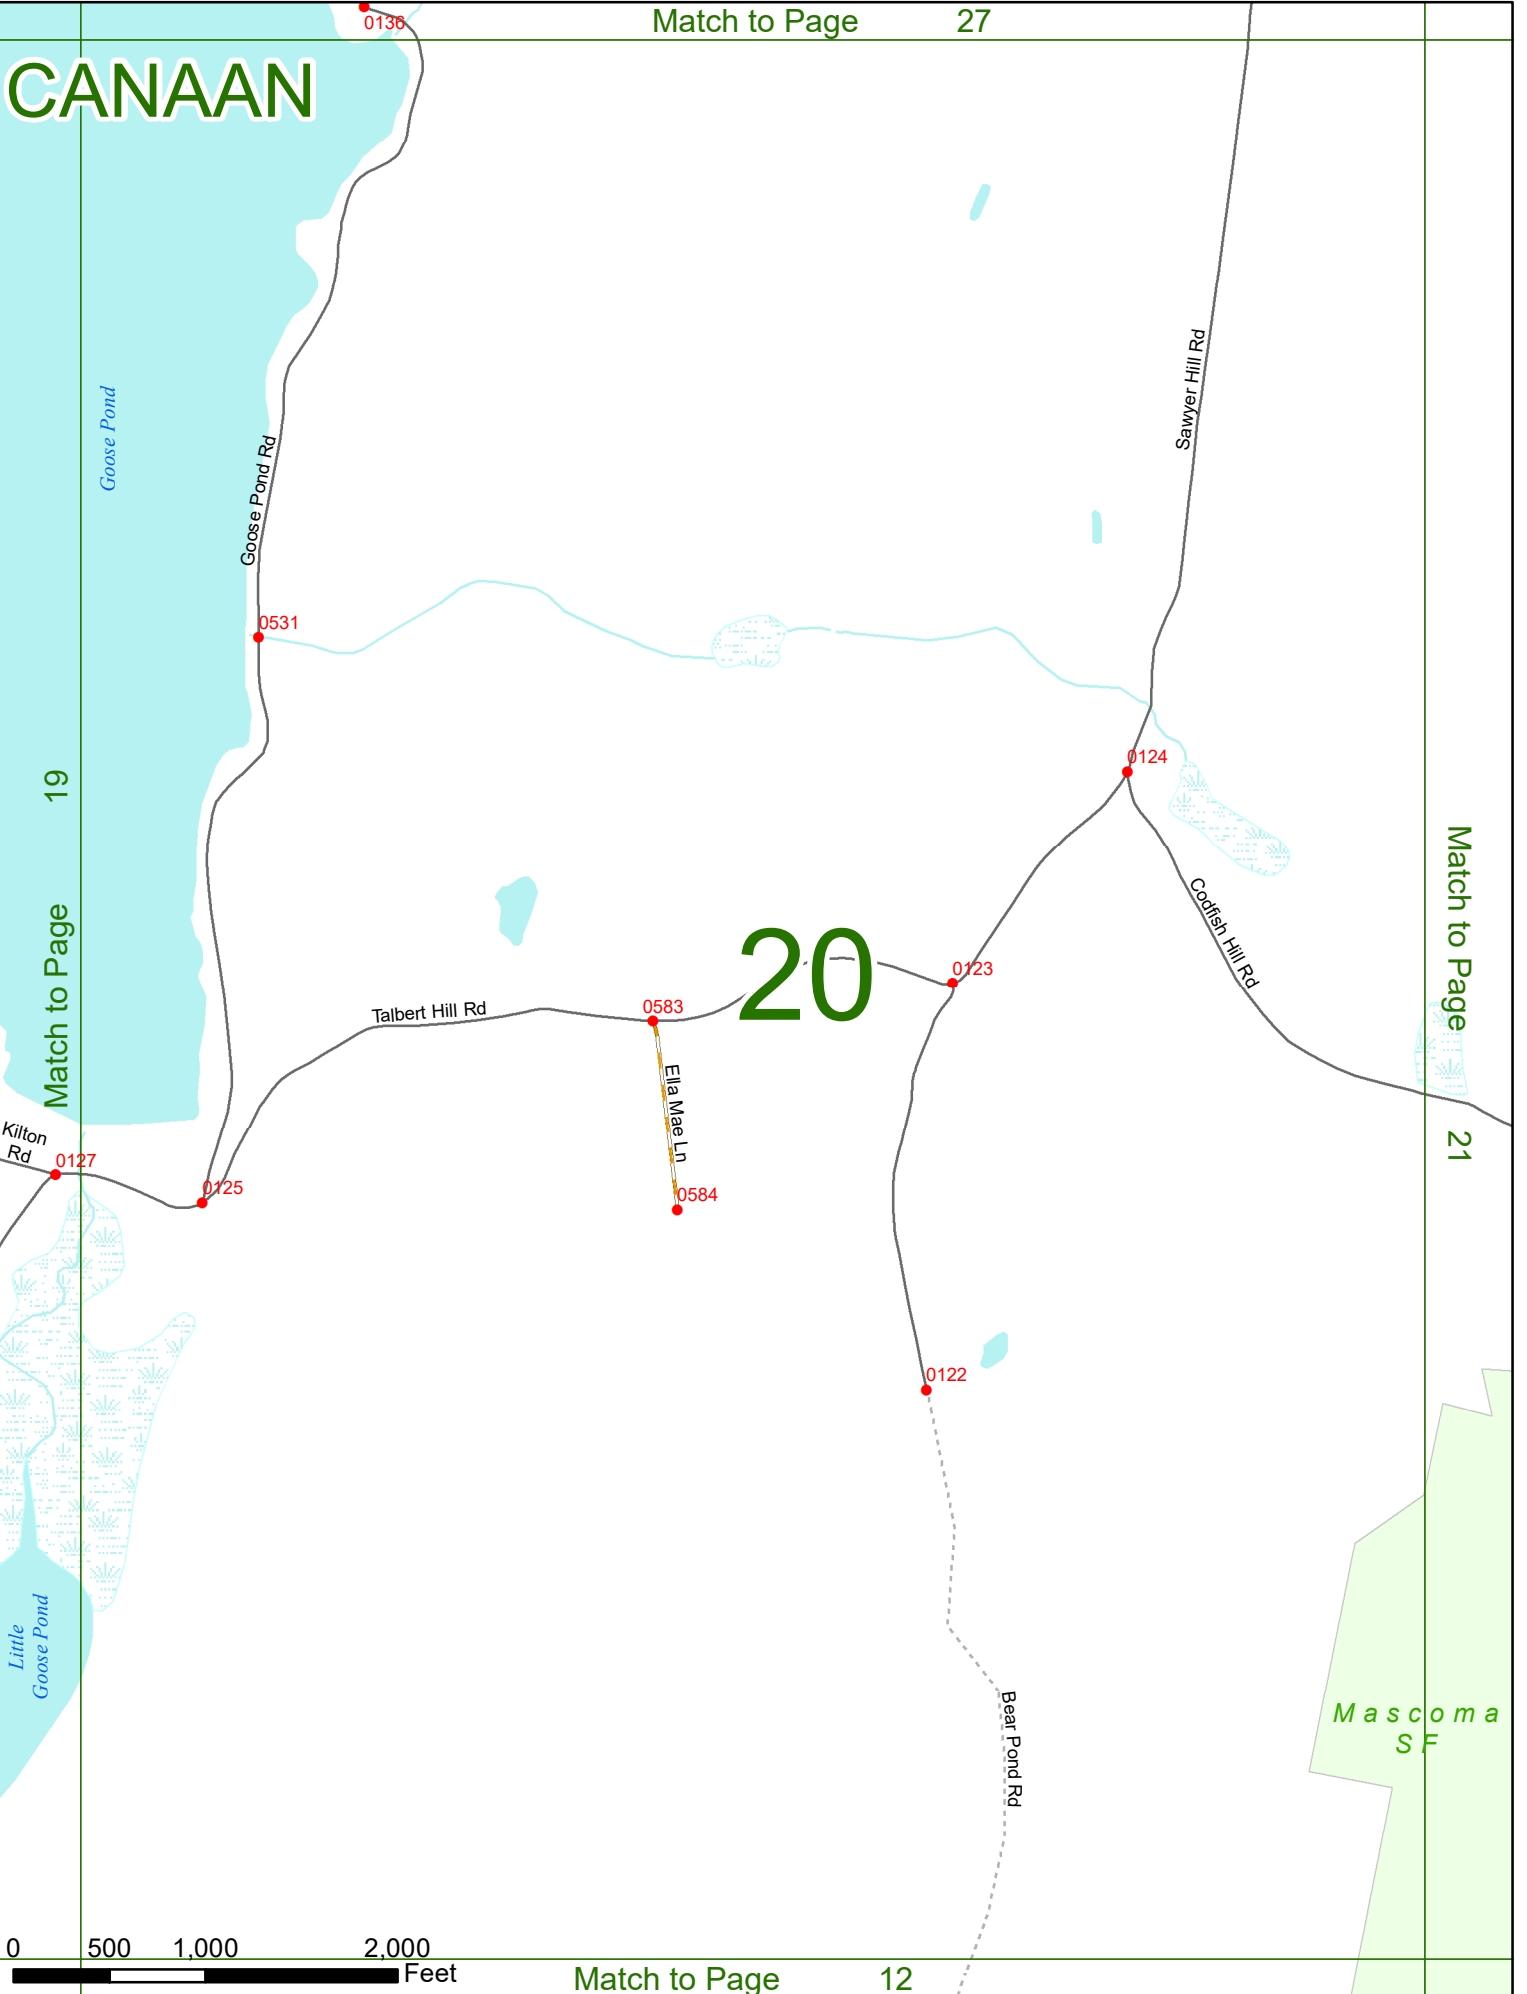 0136
Match to Page 27
CANAAN
Sawyer Hill Rd
Goose Pond
Goose Pond Rd
0531
0124
Match to Page 19
Match to Page 21
Codfish Hill Rd
20
0123
Talbert Hill Rd
0583
Ella Mae Ln
Kilton
Rd
0127
0125
0584
0122
Little
Goose Pond
Bear Pond Rd
Mascoma
SF
0 500 1,000 2,000
Feet
Match to Page 12